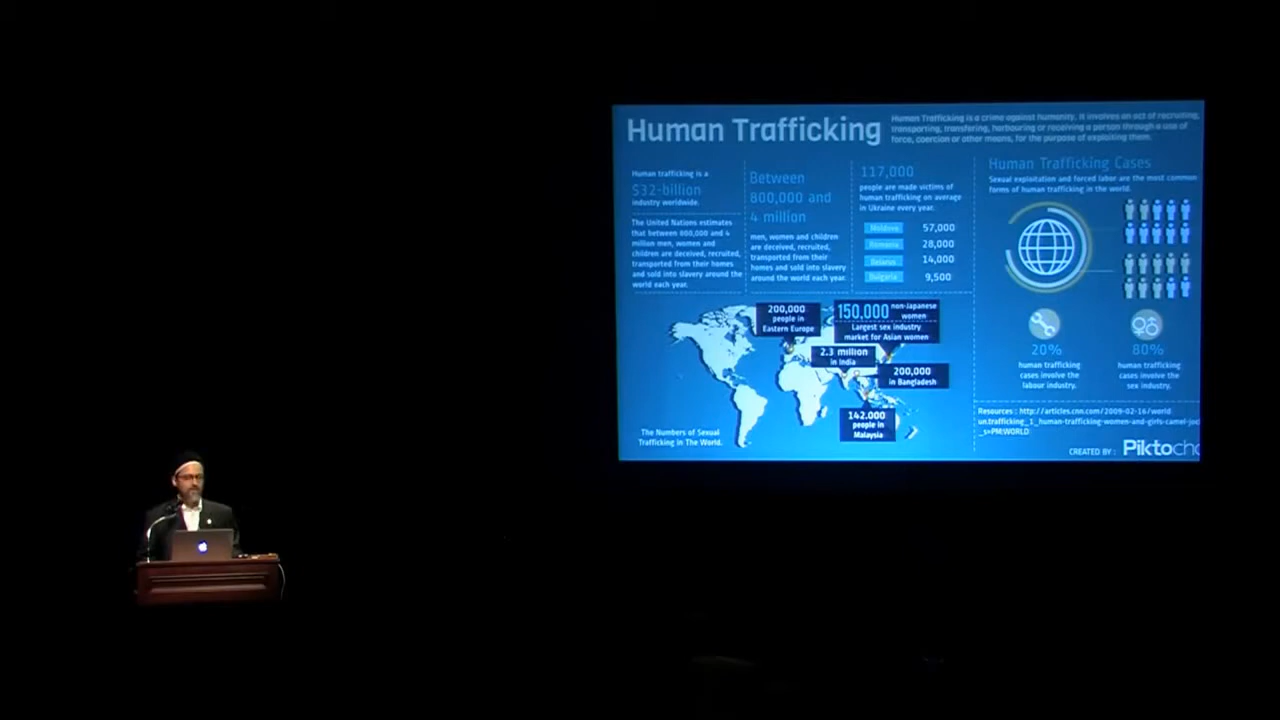 Human Trafficking
Human Trafficking is a crime against humanity. It involves an act of recruiting,
transporting, transfering, harbouring or receiving a person through a use of
force, coercion or other means, for the purpose of exploiting them.
Human trafficking is a
$32-billion
industry worldwide.
The United Nations estimates
that between 800,000 and 4
million men, women and
children are deceived, recruited,
transported from their homes
and sold into slavery around the
world each year.
Between
800,000 and
4 million
men, women and children
are deceived, recruited,
transported from their
homes and sold into slavery
around the world each year.
117,000
people are made victims of
human trafficking on average
in Ukraine every year.
Moldova 57,000
Romania 28,000
Belarus 14,000
Bulgaria 9,500
Human Trafficking Cases
Sexual exploitation and forced labor are the most common
forms of human trafficking in the world.
20%
human trafficking
cases involve the
labour industry.
80%
human trafficking
cases involve the
sex industry.
200,000
people in
Eastern Europe
150,000 non-Japanese
women
Largest sex industry
market for Asian women
2.3 million
in India
200,000
in Bangladesh
142.000
people in
Malaysia
The Numbers of Sexual
Trafficking in The World.
Resources : http://articles.cnn.com/2009-02-16/world
un.trafficking_1_human-trafficking-women-and-girls-camel-joc
_s=PM:WORLD
CREATED BY : Piktocho